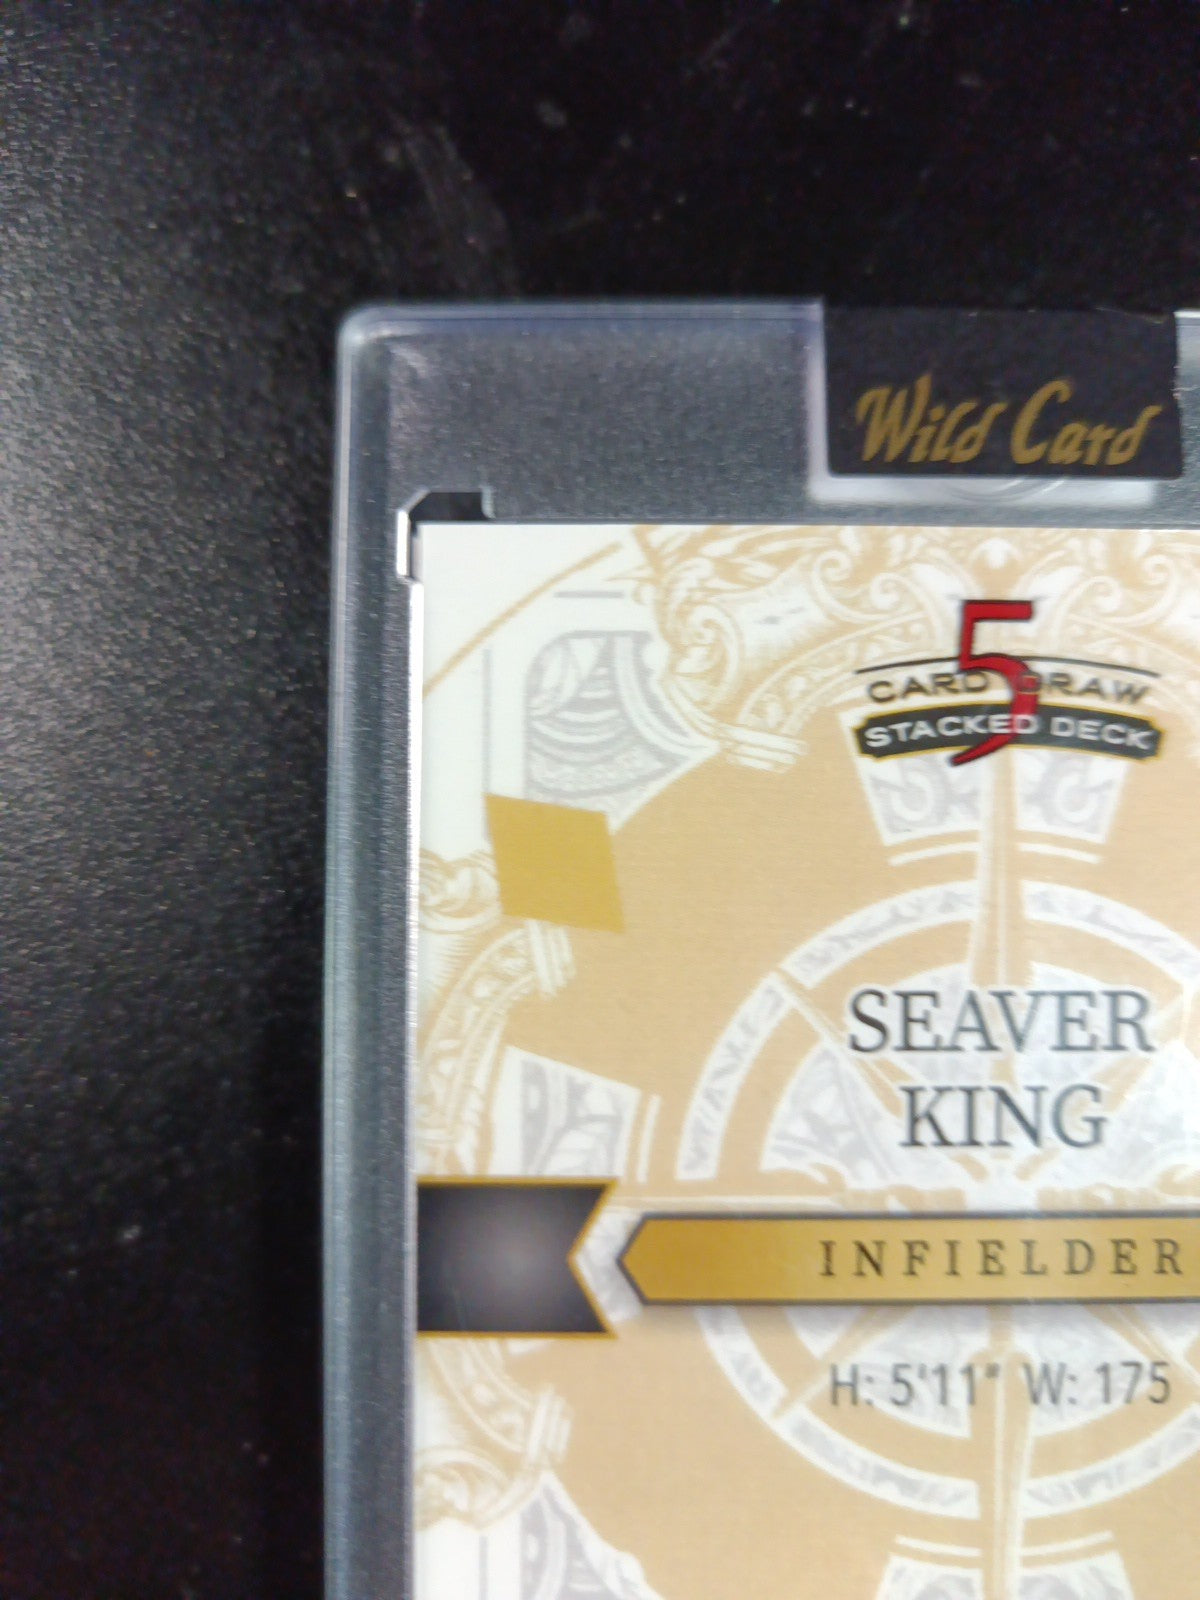 Wild Card
5
CARD DRAW
STACKED DECK
SEAVER
KING
INFIELDER
H: 5'11" W: 175